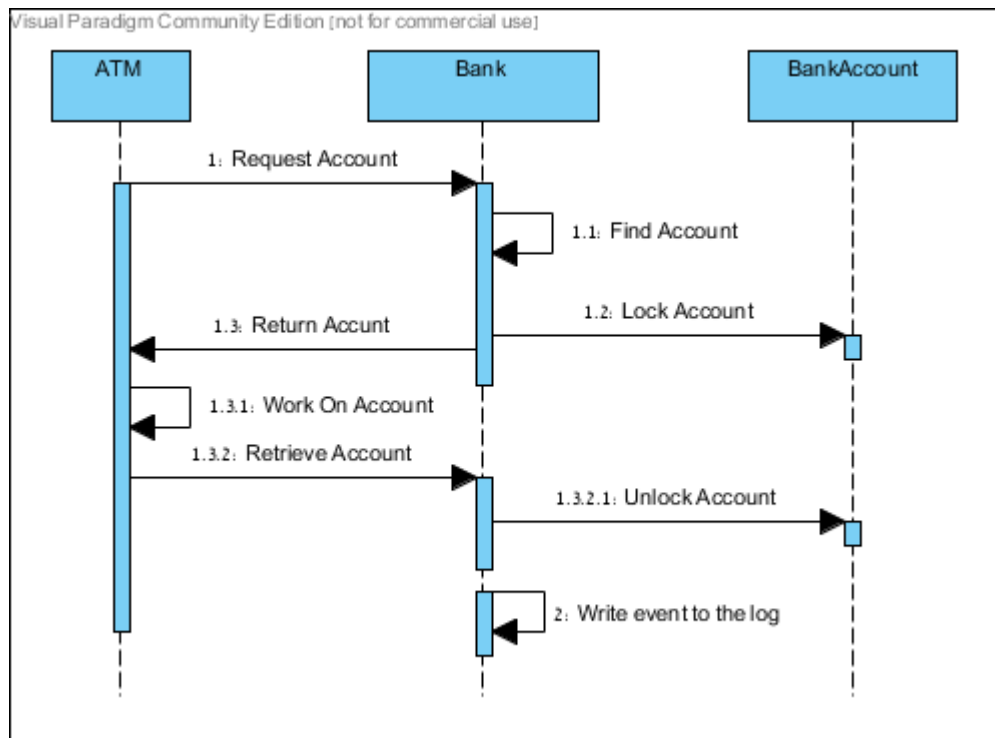 Visual Paradigm Community Edition [not for commercial use]
ATM
Bank
BankAccount
1: Request Account
1.1: Find Account
1.2: Lock Account
1.3: Return Accunt
1.3.1: Work On Account
1.3.2: Retrieve Account
1.3.2.1: Unlock Account
2: Write event to the log